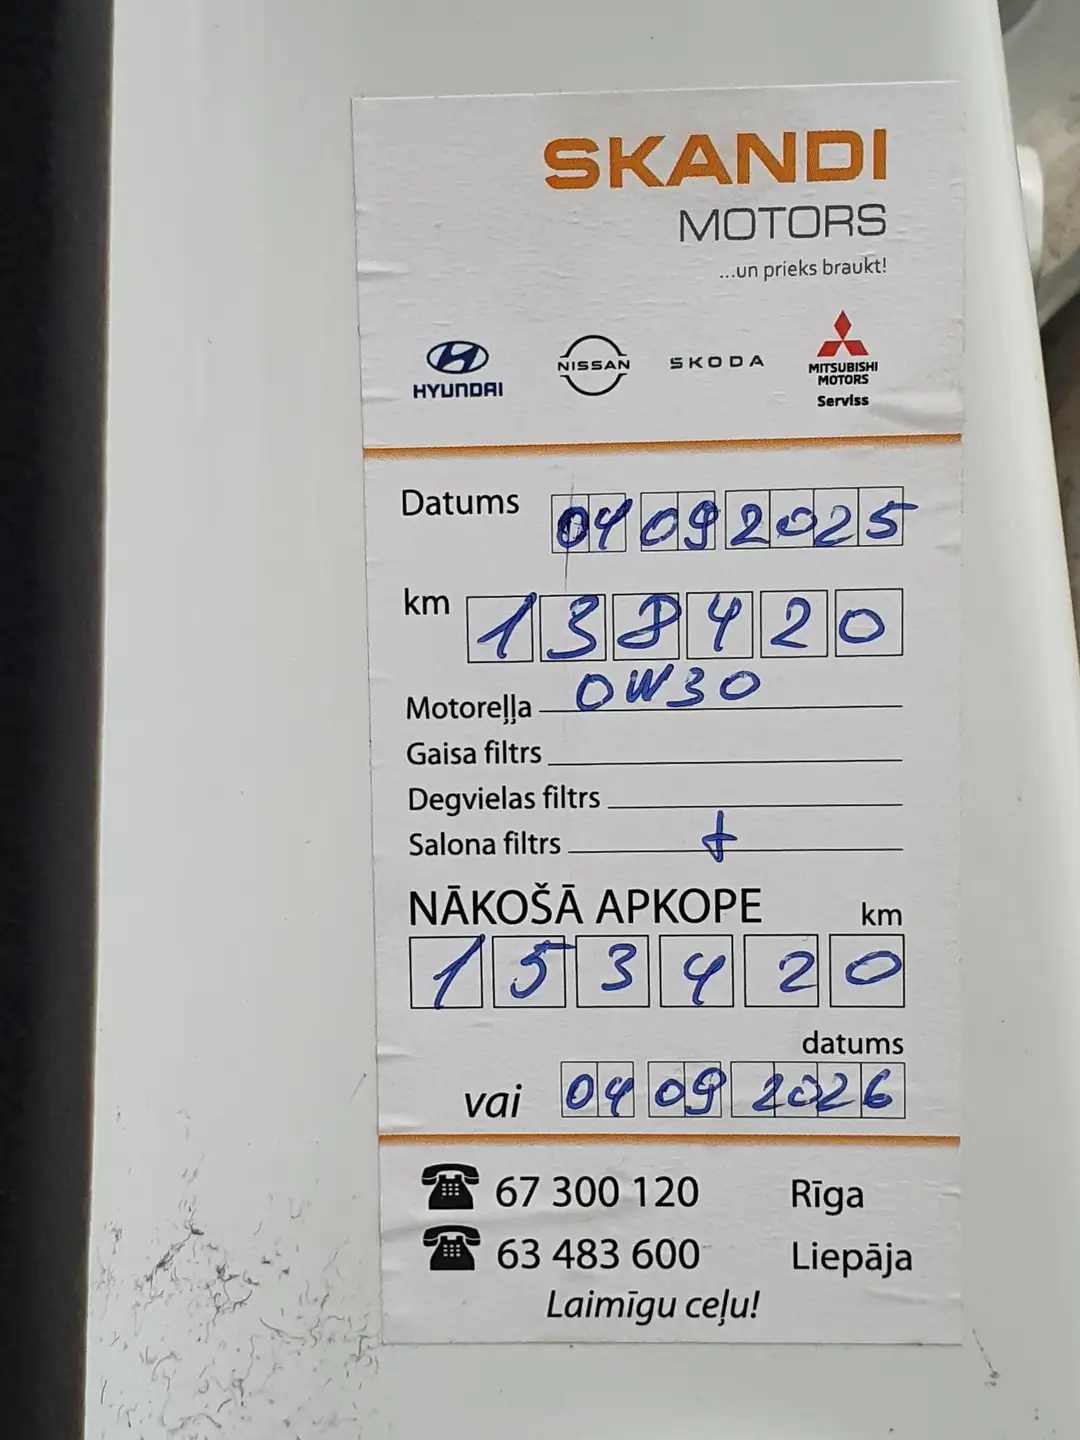 SKANDI
MOTORS
...un prieks braukt!
HYUNDAI NISSAN SKODA MITSUBISHI MOTORS Serviss
Datums 04 09 2025
km 138420
Motoreļļa 0W30
Gaisa filtrs
Degvielas filtrs
Salona filtrs +
NĀKOŠĀ APKOPE km
153420
datums
vai 04 09 2026
67 300 120 Rīga
63 483 600 Liepāja
Laimīgu ceļu!